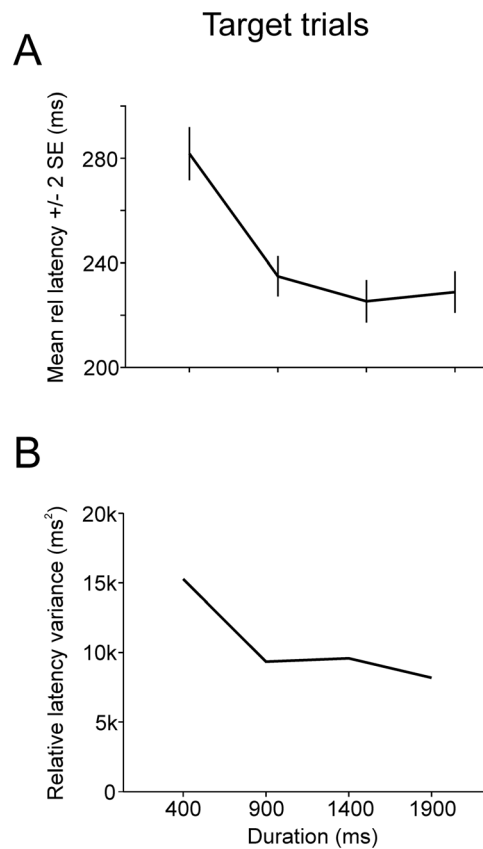 Target trials
A
Mean rel latency +/- 2 SE (ms)
280
240
200
B
Relative latency variance (ms²)
20k
15k
10k
5k
0
400 900 1400 1900
Duration (ms)